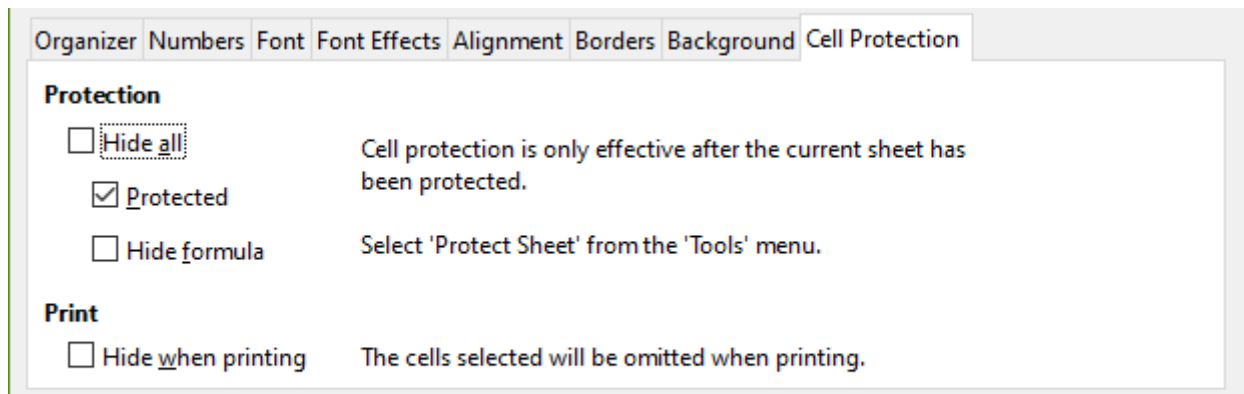 Organizer Numbers Font Font Effects Alignment Borders Background Cell Protection
Protection
Hide all
Cell protection is only effective after the current sheet has
been protected.
Protected
Hide formula
Select 'Protect Sheet' from the 'Tools' menu.
Print
Hide when printing
The cells selected will be omitted when printing.